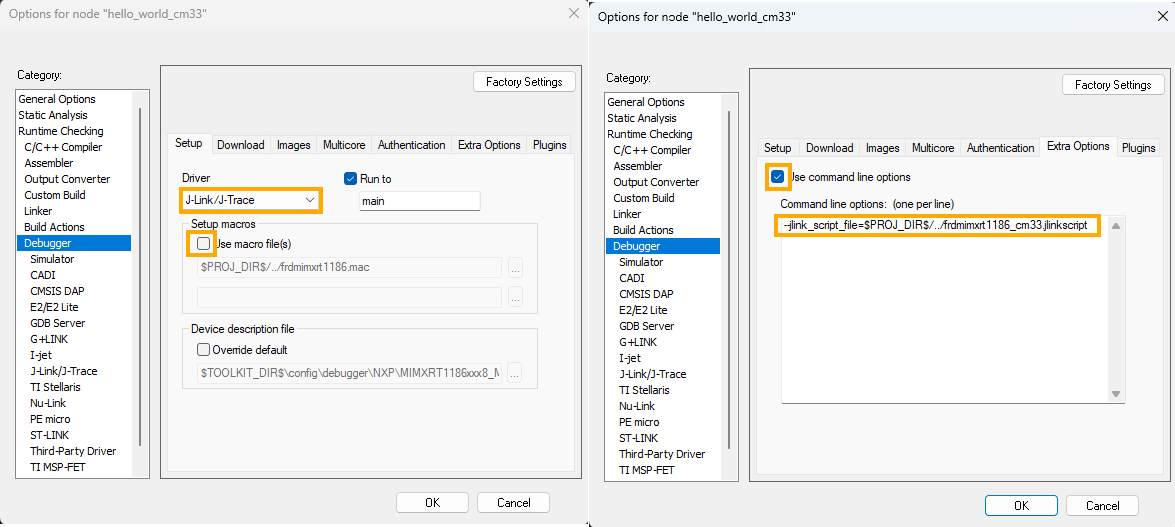 Options for node "hello_world_cm33"
Category:
Factory Settings
General Options
Static Analysis
Runtime Checking
C/C++ Compiler
Assembler
Output Converter
Custom Build
Linker
Build Actions
Debugger
Simulator
CADI
CMSIS DAP
E2/E2 Lite
GDB Server
G+LINK
I-jet
J-Link/J-Trace
TI Stellaris
Nu-Link
PE micro
ST-LINK
Third-Party Driver
TI MSP-FET
Setup Download Images Multicore Authentication Extra Options Plugins
Driver
Run to
J-Link/J-Trace
main
Setup macros
Use macro file(s)
$PROJ_DIR$/../frdmimxrt1186.mac
...
...
Device description file
Override default
$TOOLKIT_DIR$\config\debugger\NXP\MIMXRT1186xxx8_M
...
OK Cancel
Options for node "hello_world_cm33"
Category:
Factory Settings
General Options
Static Analysis
Runtime Checking
C/C++ Compiler
Assembler
Output Converter
Custom Build
Linker
Build Actions
Debugger
Simulator
CADI
CMSIS DAP
E2/E2 Lite
GDB Server
G+LINK
I-jet
J-Link/J-Trace
TI Stellaris
Nu-Link
PE micro
ST-LINK
Third-Party Driver
TI MSP-FET
Setup Download Images Multicore Authentication Extra Options Plugins
Use command line options
Command line options: (one per line)
--jlink_script_file=$PROJ_DIR$/../frdmimxrt1186_cm33.jlinkscript
OK Cancel